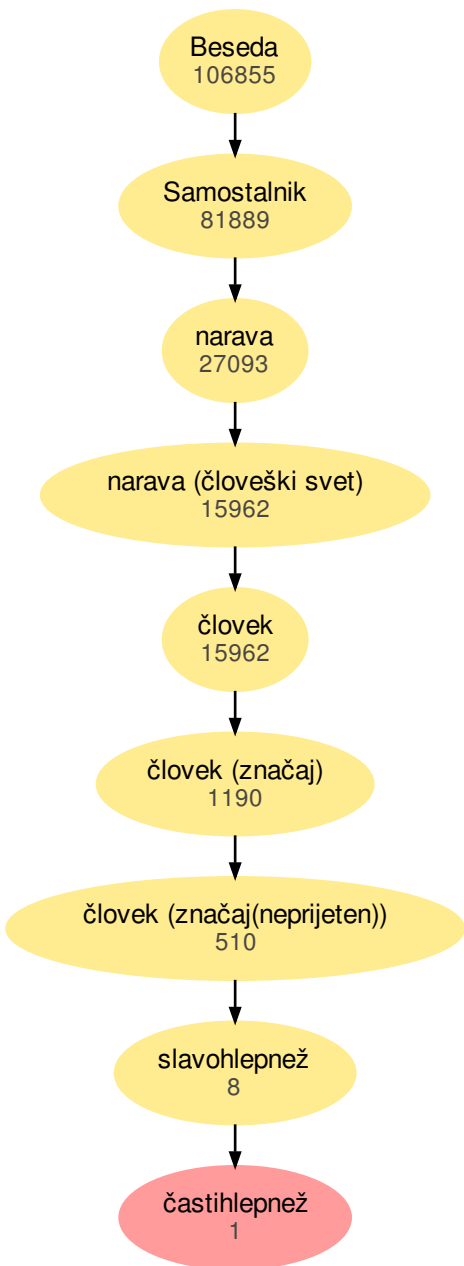 Beseda
106855
Samostalnik
81889
narava
27093
narava (človeški svet)
15962
človek
15962
človek (značaj)
1190
človek (značaj(neprijeten))
510
slavohlepnež
8
častihlepnež
1